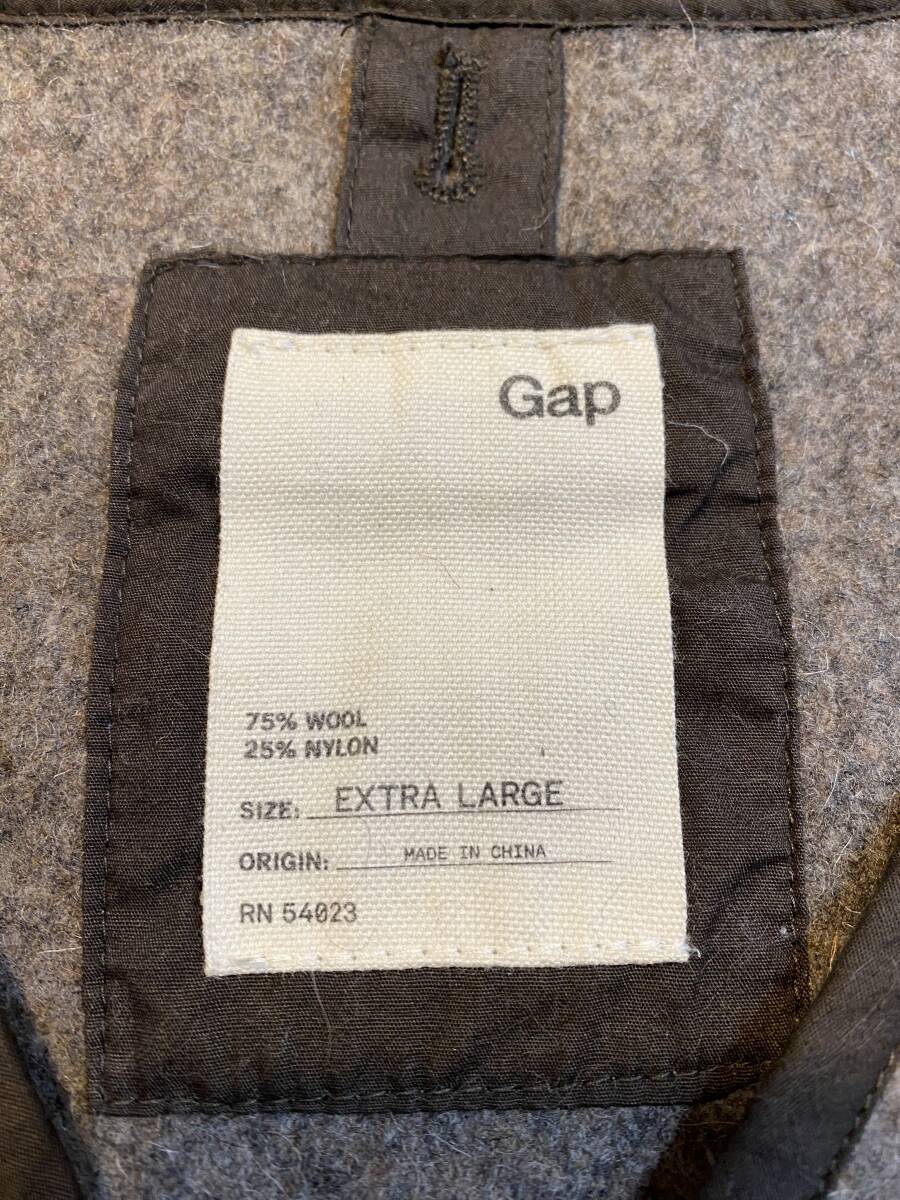 Gap
75% WOOL
25% NYLON
SIZE: EXTRA LARGE
ORIGIN: MADE IN CHINA
RN 54023